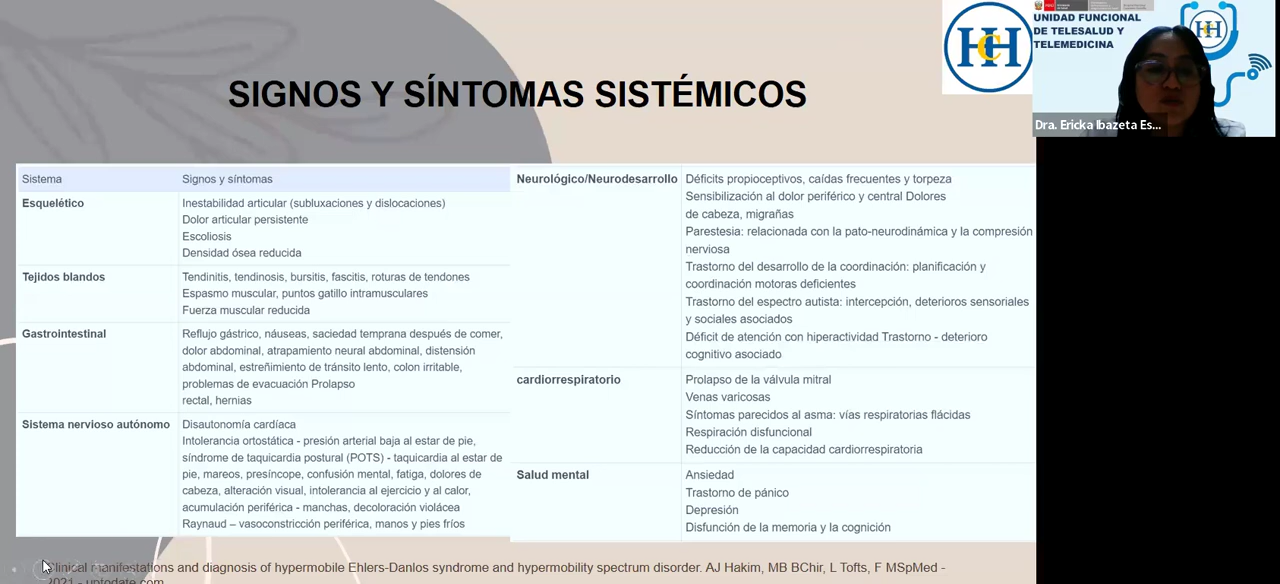 SIGNOS Y SÍNTOMAS SISTÉMICOS
HCH
UNIDAD FUNCIONAL
DE TELESALUD Y
TELEMEDICINA
Dra. Ericka Ibazeta Es...
Sistema Signos y síntomas
Esquelético Inestabilidad articular (subluxaciones y dislocaciones)
Dolor articular persistente
Escoliosis
Densidad ósea reducida
Tejidos blandos Tendinitis, tendinosis, bursitis, fascitis, roturas de tendones
Espasmo muscular, puntos gatillo intramusculares
Fuerza muscular reducida
Gastrointestinal Reflujo gástrico, náuseas, saciedad temprana después de comer,
dolor abdominal, atrapamiento neural abdominal, distensión
abdominal, estreñimiento de tránsito lento, colon irritable,
problemas de evacuación Prolapso
rectal, hernias
Sistema nervioso autónomo Disautonomía cardíaca
Intolerancia ortostática - presión arterial baja al estar de pie,
síndrome de taquicardia postural (POTS) - taquicardia al estar de
pie, mareos, presíncope, confusión mental, fatiga, dolores de
cabeza, alteración visual, intolerancia al ejercicio y al calor,
acumulación periférica - manchas, decoloración violácea
Raynaud – vasoconstricción periférica, manos y pies fríos
Neurológico/Neurodesarrollo Déficits propioceptivos, caídas frecuentes y torpeza
Sensibilización al dolor periférico y central Dolores
de cabeza, migrañas
Parestesia: relacionada con la pato-neurodinámica y la compresión
nerviosa
Trastorno del desarrollo de la coordinación: planificación y
coordinación motoras deficientes
Trastorno del espectro autista: intercepción, deterioros sensoriales
y sociales asociados
Déficit de atención con hiperactividad Trastorno - deterioro
cognitivo asociado
cardiorrespiratorio Prolapso de la válvula mitral
Venas varicosas
Síntomas parecidos al asma: vías respiratorias flácidas
Respiración disfuncional
Reducción de la capacidad cardiorrespiratoria
Salud mental Ansiedad
Trastorno de pánico
Depresión
Disfunción de la memoria y la cognición
Clinical manifestations and diagnosis of hypermobile Ehlers-Danlos syndrome and hypermobility spectrum disorder. AJ Hakim, MB BChir, L Tofts, F MSpMed -
2021 - uptodate.com